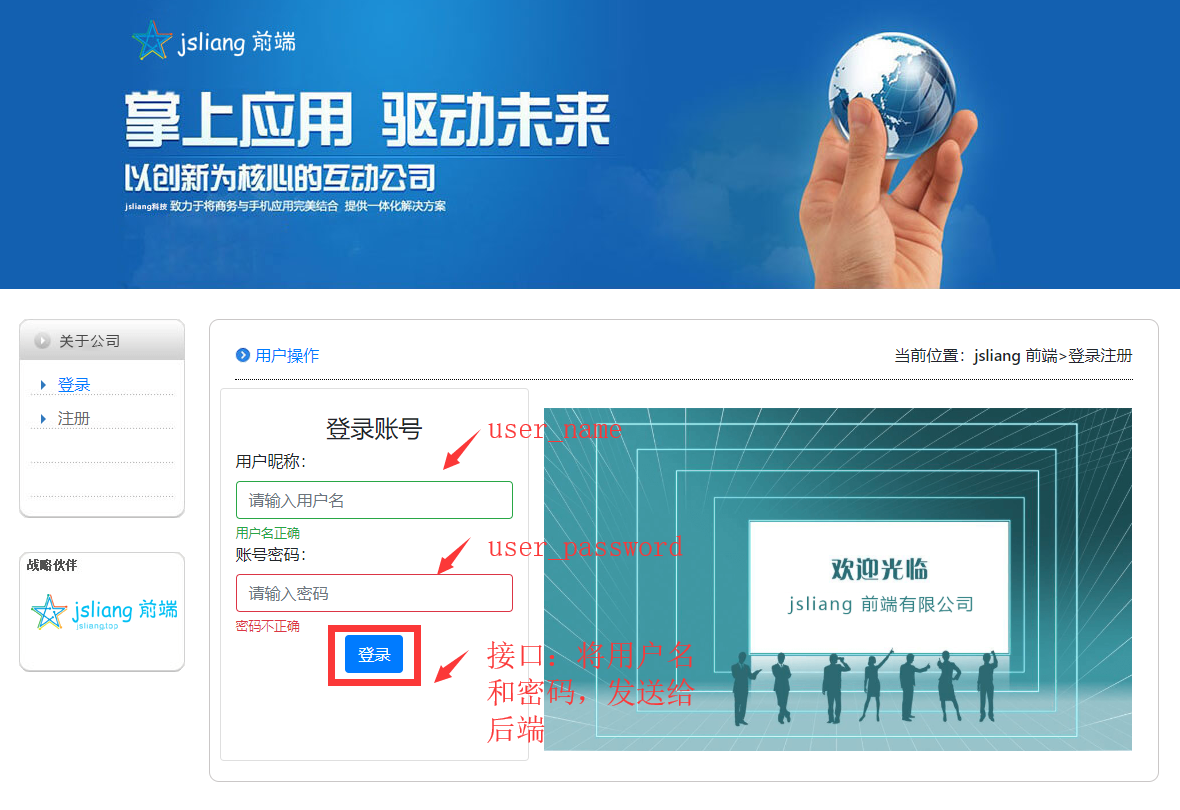 jsliang 前端
掌上应用 驱动未来
以创新为核心的互动公司
jsliang科技 致力于将商务与手机应用完美结合 提供一体化解决方案
关于公司
登录
注册
战略伙伴
jsliang 前端
jsliang.top
用户操作
当前位置：jsliang 前端>登录注册
登录账号
user_name
用户昵称：
请输入用户名
用户名正确
账号密码：
user_password
请输入密码
密码不正确
登录
接口：将用户名
和密码，发送给
后端
欢迎光临
jsliang 前端有限公司